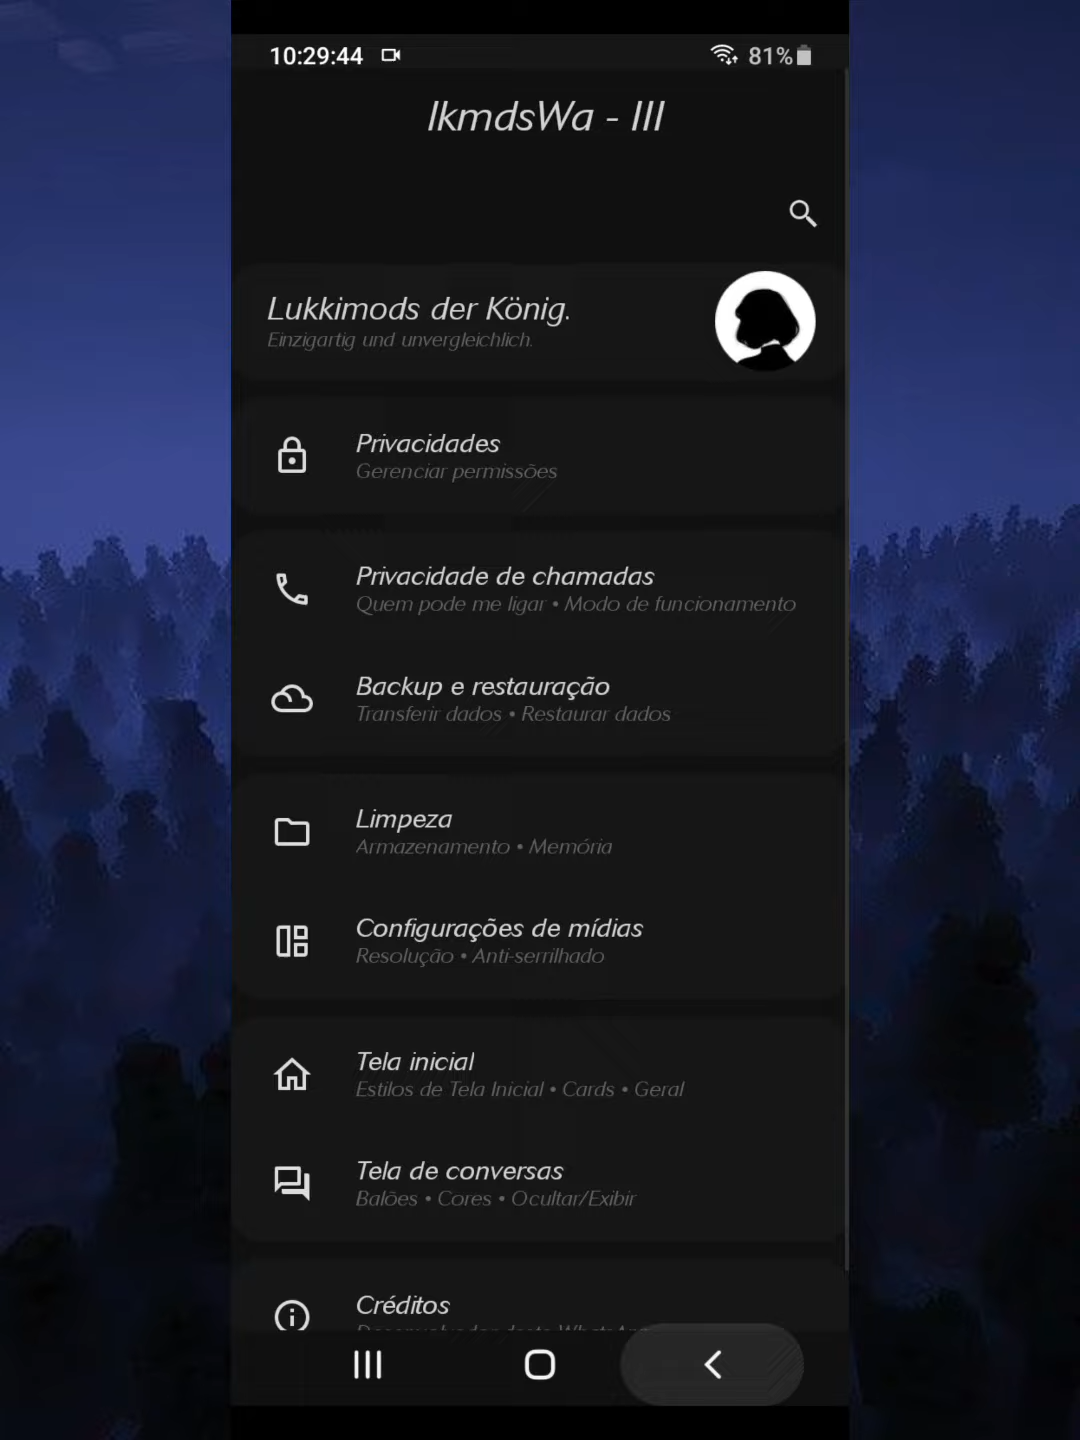 10:29:44
81%
lkmdsWa - III
Lukkimods der König.
Einzigartig und unvergleichlich.
Privacidades
Gerenciar permissões
Privacidade de chamadas
Quem pode me ligar • Modo de funcionamento
Backup e restauração
Transferir dados • Restaurar dados
Limpeza
Armazenamento • Memória
Configurações de mídias
Resolução • Anti-serrilhado
Tela inicial
Estilos de Tela Inicial • Cards • Geral
Tela de conversas
Balões • Cores • Ocultar/Exibir
Créditos